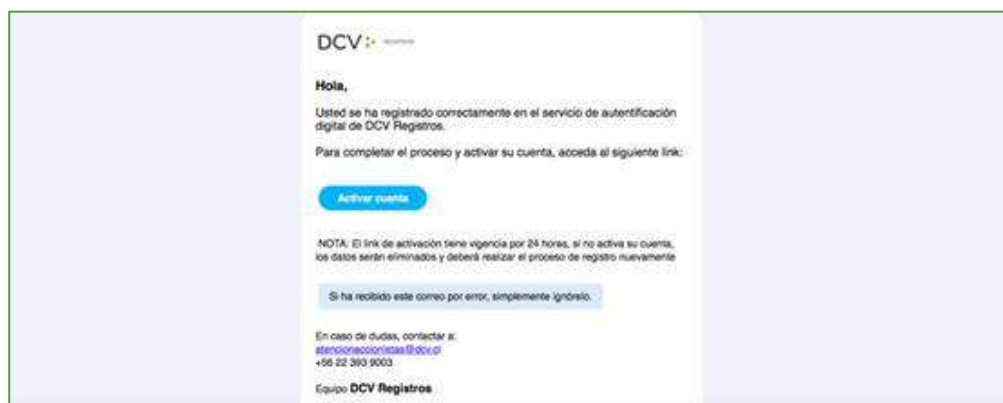 DCV
Hola,
Usted se ha registrado correctamente en el servicio de autentificación
digital de DCV Registros.
Para completar el proceso y activar su cuenta, acceda al siguiente link:
Activar cuenta
NOTA: El link de activación tiene vigencia por 24 horas, si no activa su cuenta,
los datos serán eliminados y deberá realizar el proceso de registro nuevamente
Si ha recibido este correo por error, simplemente ignórelo.
En caso de dudas, contactar a:
atencionaccionistas@dcv.cl
+56 22 393 9003
Equipo DCV Registros